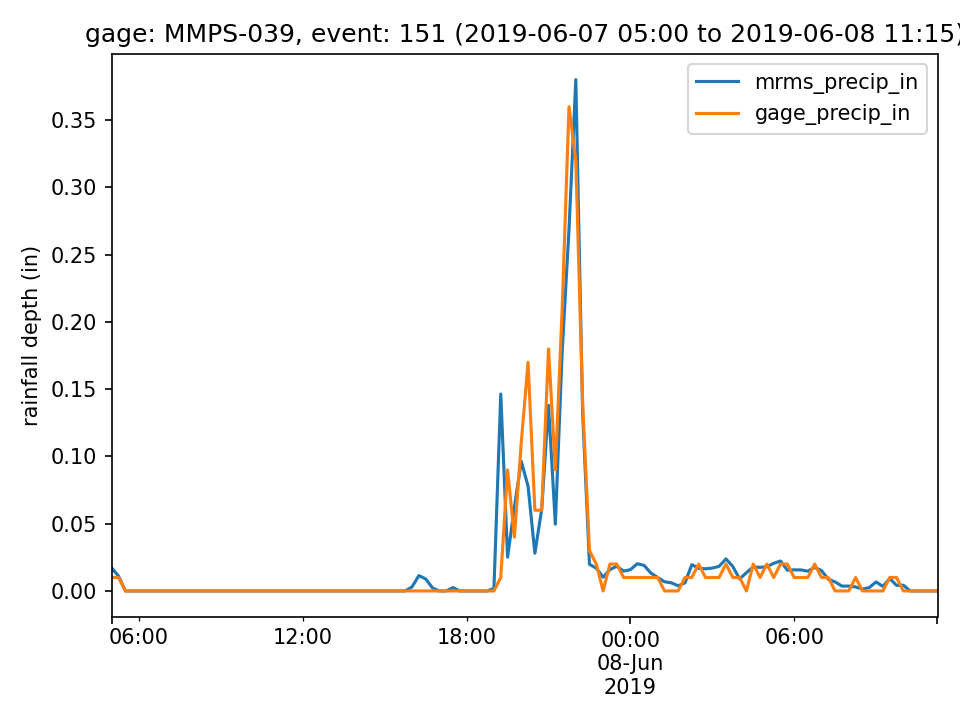 gage: MMPS-039, event: 151 (2019-06-07 05:00 to 2019-06-08 11:15)
mrms_precip_in
gage_precip_in
rainfall depth (in)
0.35
0.30
0.25
0.20
0.15
0.10
0.05
0.00
06:00
12:00
18:00
00:00
08-Jun
2019
06:00